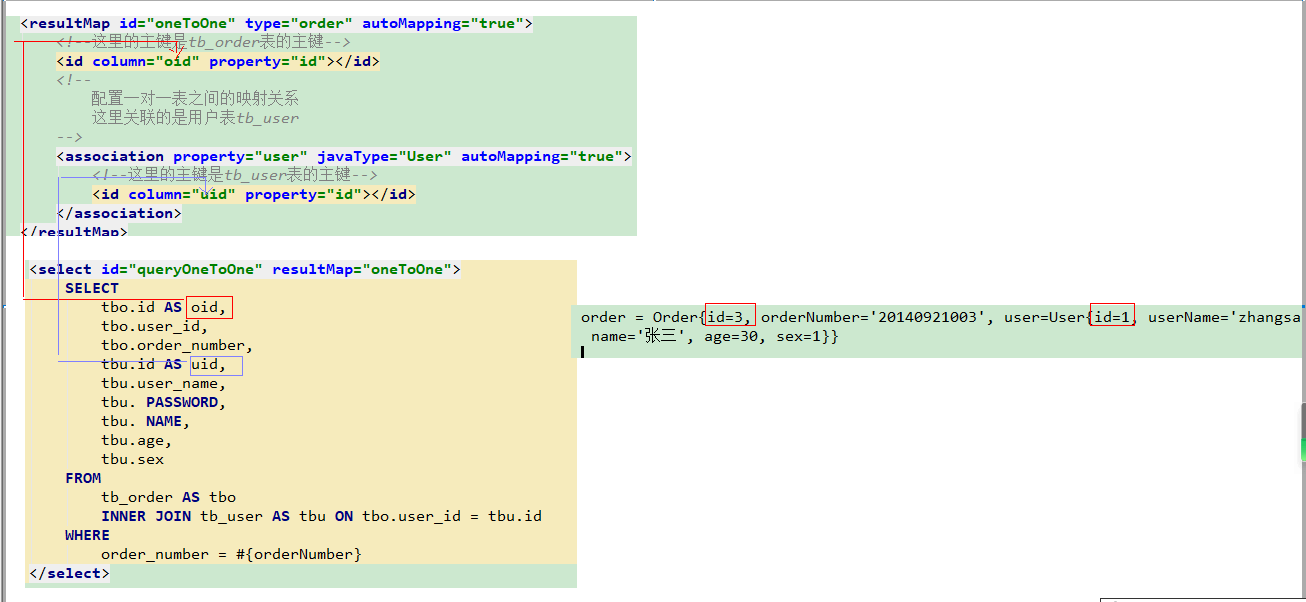 <resultMap id="oneToOne" type="order" autoMapping="true">
<!--这里的主键是tb_order表的主键-->
<id column="oid" property="id"></id>
<!--
配置一对一表之间的映射关系
这里关联的是用户表tb_user
-->
<association property="user" javaType="User" autoMapping="true">
<!--这里的主键是tb_user表的主键-->
<id column="uid" property="id"></id>
</association>
</resultMap>
<select id="queryOneToOne" resultMap="oneToOne">
SELECT
tbo.id AS oid,
tbo.user_id,
tbo.order_number,
tbu.id AS uid,
tbu.user_name,
tbu. PASSWORD,
tbu. NAME,
tbu.age,
tbu.sex
FROM
tb_order AS tbo
INNER JOIN tb_user AS tbu ON tbo.user_id = tbu.id
WHERE
order_number = #{orderNumber}
</select>
order = Order{id=3, orderNumber='20140921003', user=User{id=1, userName='zhangsa
name='张三', age=30, sex=1}}